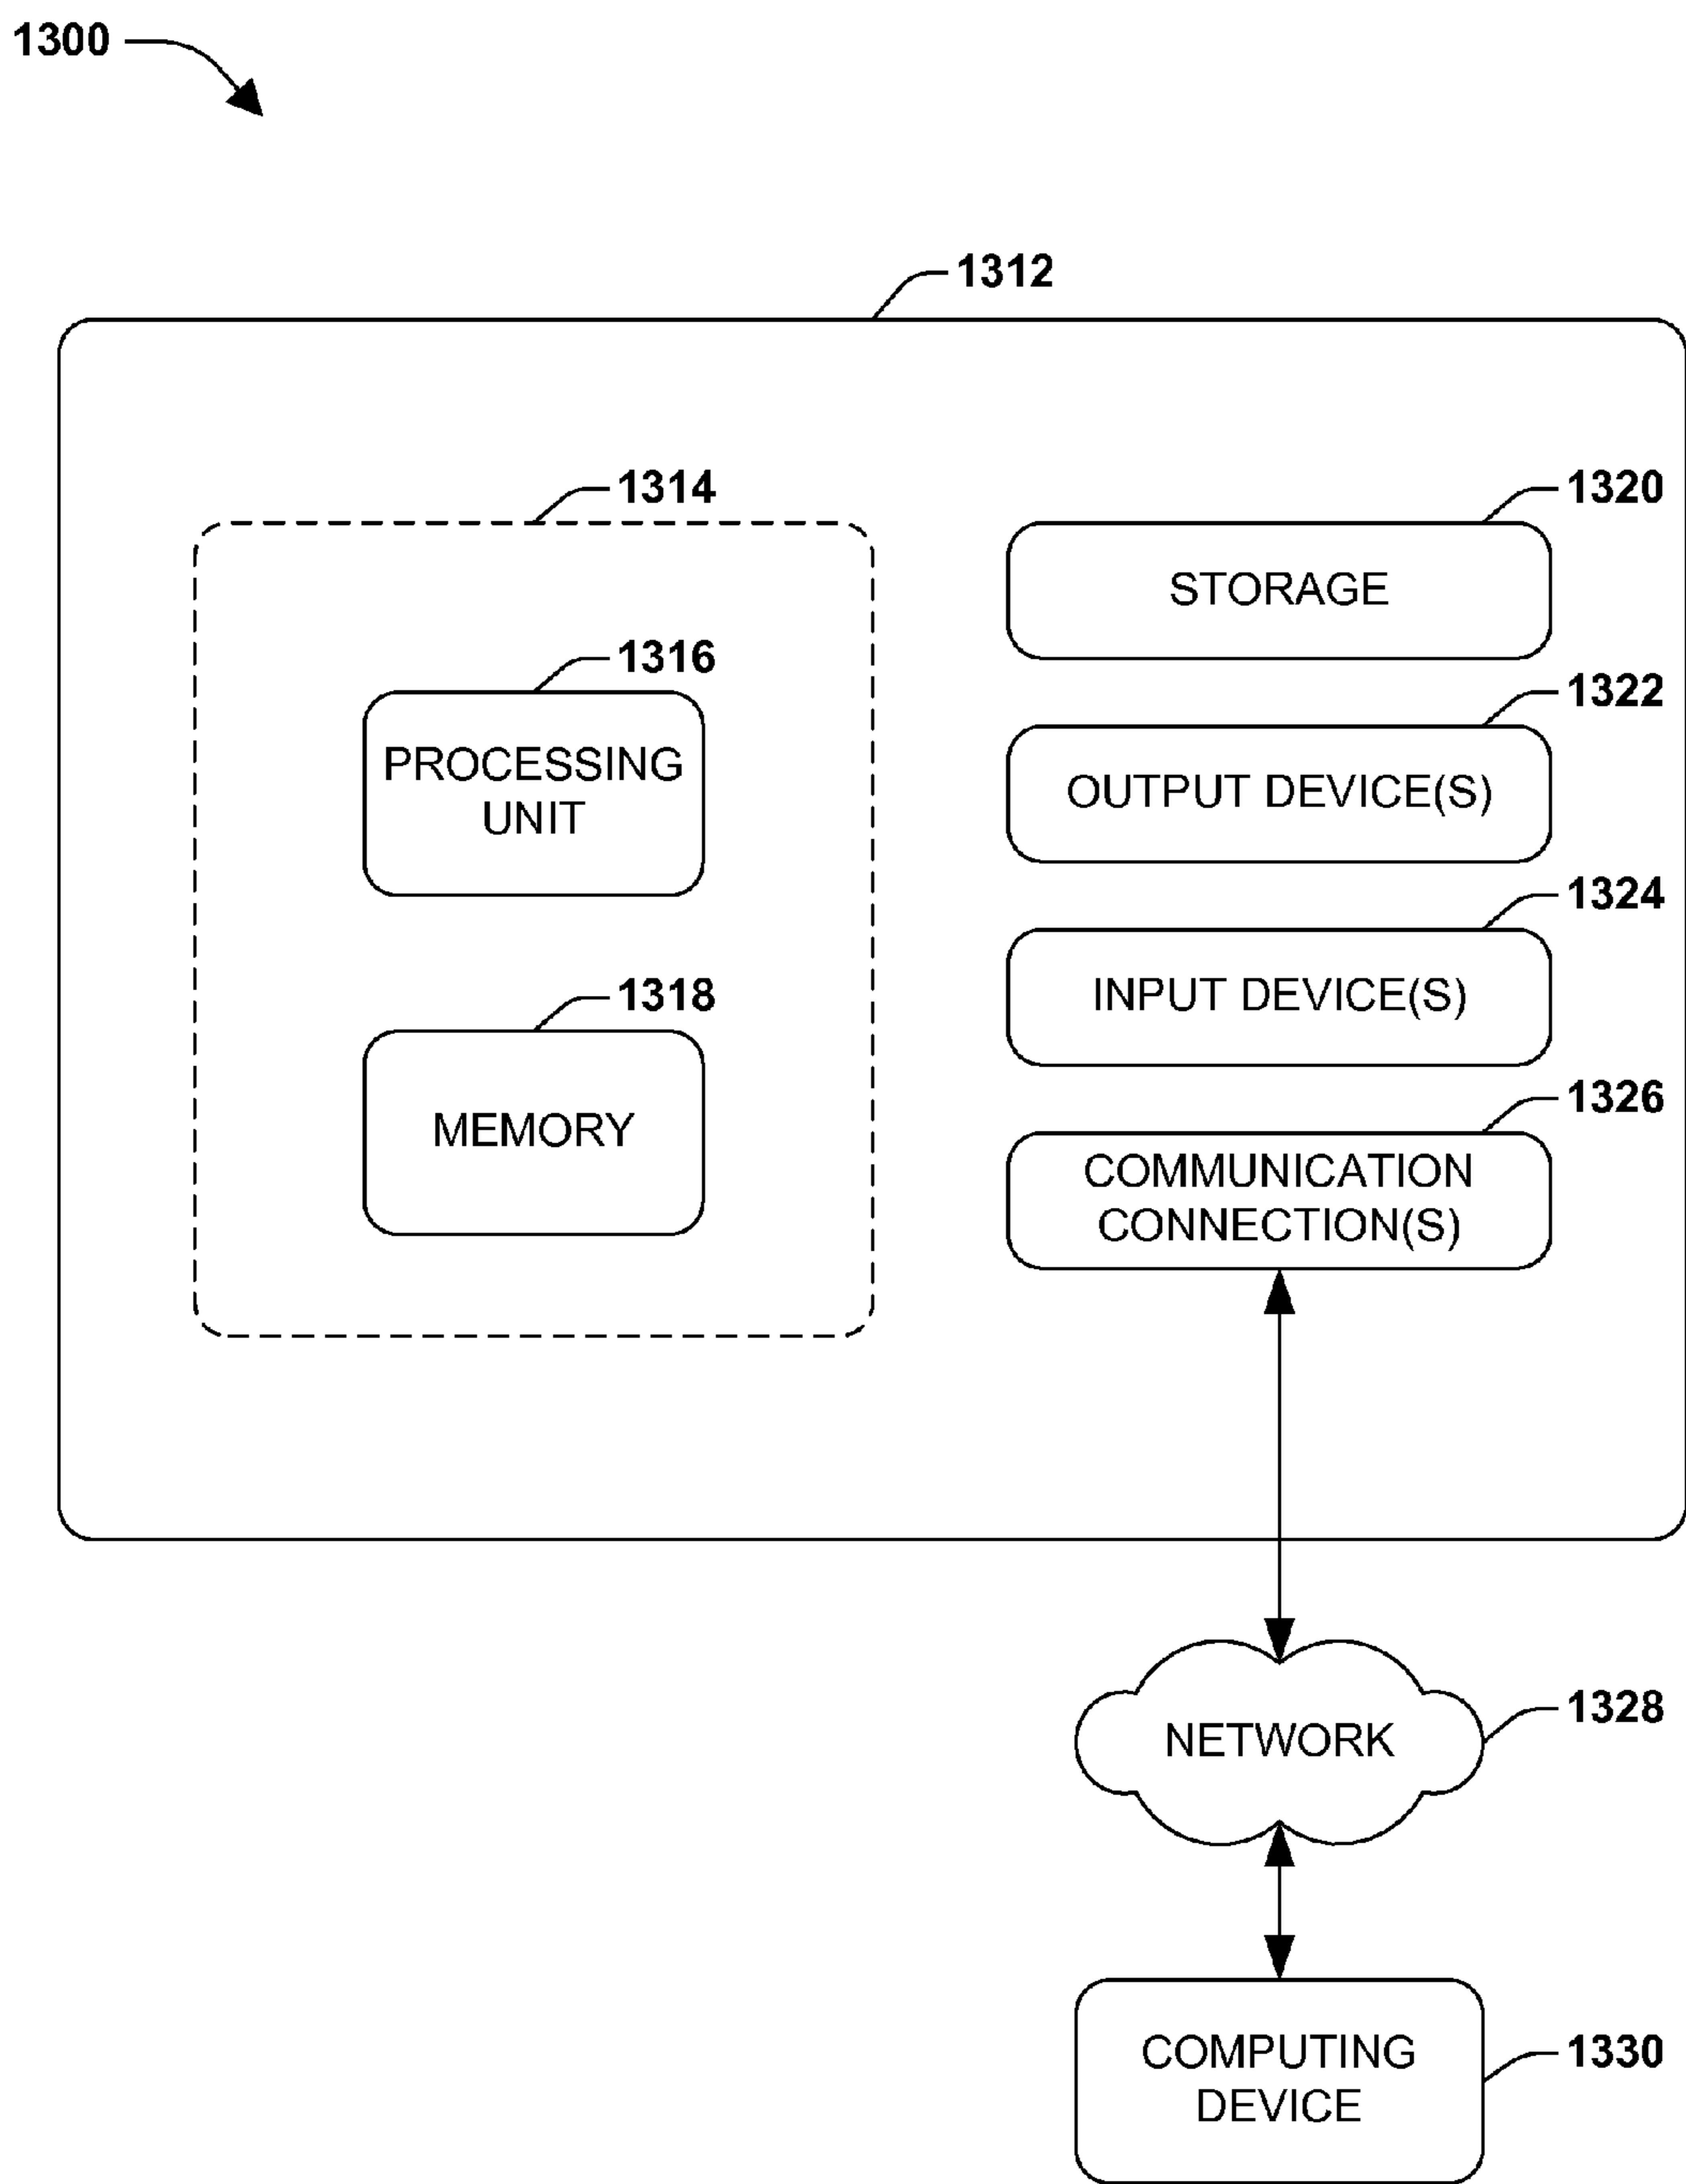 1300
1312
1314
1316
PROCESSING
UNIT
1318
MEMORY
1320
STORAGE
1322
OUTPUT DEVICE(S)
1324
INPUT DEVICE(S)
1326
COMMUNICATION
CONNECTION(S)
1328
NETWORK
1330
COMPUTING
DEVICE